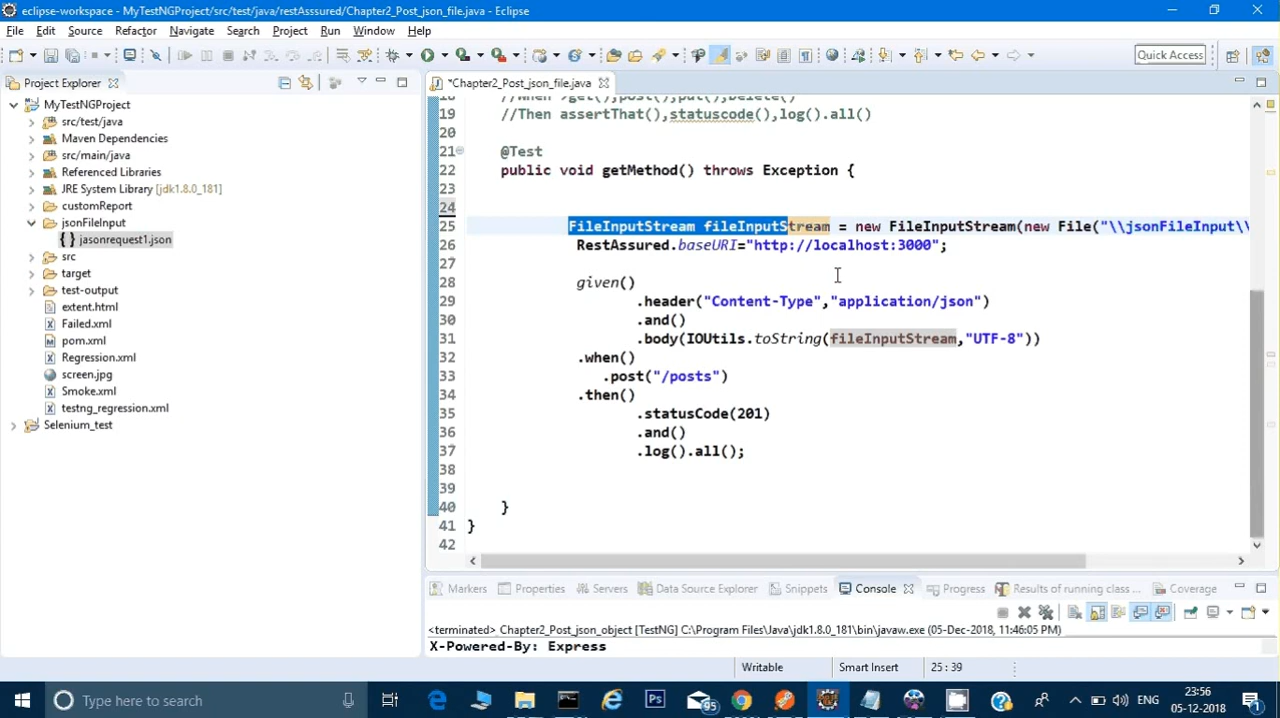 eclipse-workspace - MyTestNGProject/src/test/java/restAsssured/Chapter2_Post_json_file.java - Eclipse
File Edit Source Refactor Navigate Search Project Run Window Help
Quick Access
Project Explorer
*Chapter2_Post_json_file.java
MyTestNGProject
src/test/java
Maven Dependencies
src/main/java
Referenced Libraries
JRE System Library [jdk1.8.0_181]
customReport
jsonFileInput
jasonrequest1.json
src
target
test-output
extent.html
Failed.xml
pom.xml
Regression.xml
screen.jpg
Smoke.xml
testng_regression.xml
Selenium_test
18 //When >get(),post(),put(),Delete()
19 //Then assertThat(),statuscode(),log().all()
20
21 @Test
22 public void getMethod() throws Exception {
23
24
25 FileInputStream fileInputStream = new FileInputStream(new File("\\jsonFileInput\\
26 RestAssured.baseURI="http://localhost:3000";
27
28 given()
29 .header("Content-Type","application/json")
30 .and()
31 .body(IOUtils.toString(fileInputStream,"UTF-8"))
32 .when()
33 .post("/posts")
34 .then()
35 .statusCode(201)
36 .and()
37 .log().all();
38
39
40 }
41 }
42
Markers Properties Servers Data Source Explorer Snippets Console Progress Results of running class ... Coverage
<terminated> Chapter2_Post_json_object [TestNG] C:\Program Files\Java\jdk1.8.0_181\bin\javaw.exe (05-Dec-2018, 11:46:05 PM)
X-Powered-By: Express
Writable Smart Insert 25 : 39
Type here to search
95
ENG
23:56
05-12-2018
1